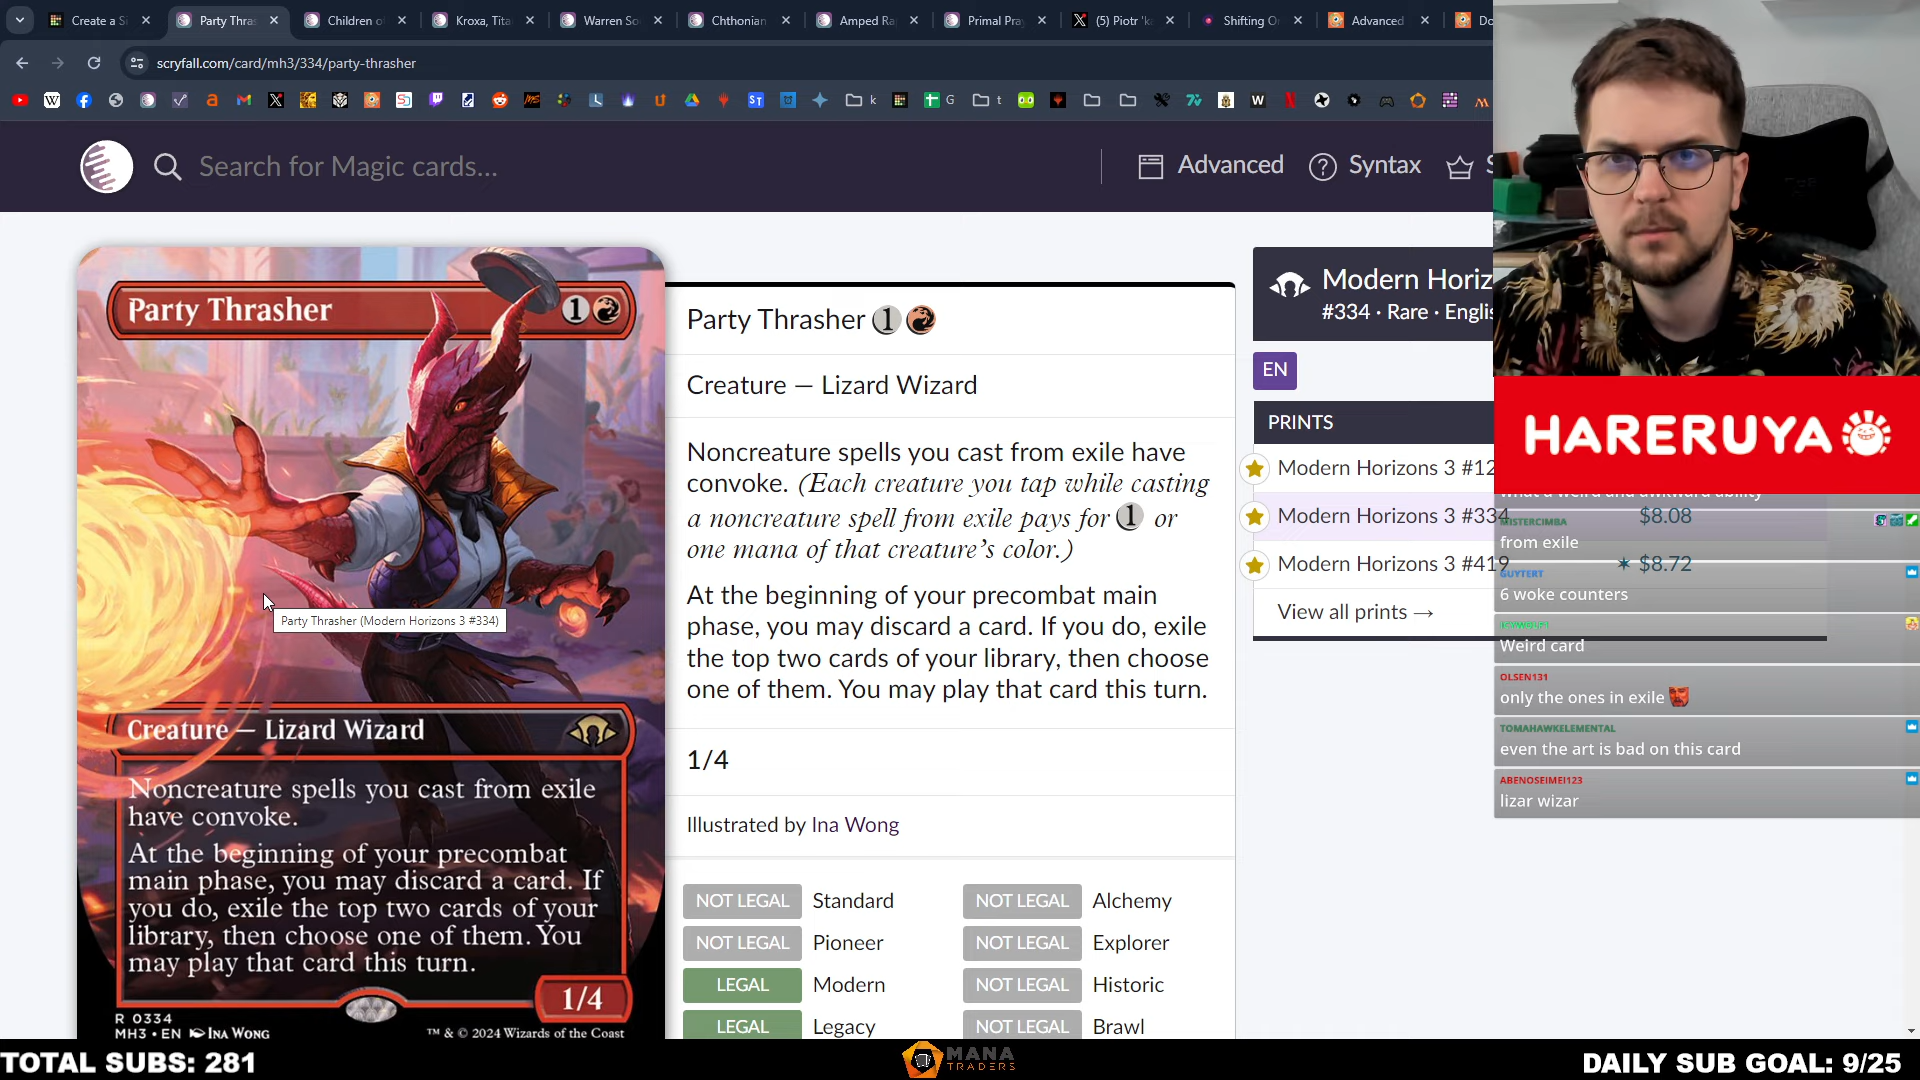 Create a Si
Party Thras
Children o
Kroxa, Tita
Warren So
Chthonian
Amped Ra
Primal Pray
(5) Piotr 'k
Shifting O
Advanced
Do
scryfall.com/card/mh3/334/party-thrasher
k
G
t
Search for Magic cards...
Advanced
Syntax
S
Party Thrasher 1
Creature — Lizard Wizard
Noncreature spells you cast from exile
have convoke.
At the beginning of your precombat
main phase, you may discard a card. If
you do, exile the top two cards of your
library, then choose one of them. You
may play that card this turn.
1/4
R 0334
MH3 • EN INA WONG
™ & © 2024 Wizards of the Coast
Party Thrasher (Modern Horizons 3 #334)
Party Thrasher 1
Creature — Lizard Wizard
Noncreature spells you cast from exile have
convoke. (Each creature you tap while casting
a noncreature spell from exile pays for 1 or
one mana of that creature's color.)
At the beginning of your precombat main
phase, you may discard a card. If you do, exile
the top two cards of your library, then choose
one of them. You may play that card this turn.
1/4
Illustrated by Ina Wong
NOT LEGAL Standard
NOT LEGAL Alchemy
NOT LEGAL Pioneer
NOT LEGAL Explorer
LEGAL Modern
NOT LEGAL Historic
LEGAL Legacy
NOT LEGAL Brawl
Modern Horiz
#334 · Rare · Englis
EN
PRINTS
Modern Horizons 3 #12
Modern Horizons 3 #334 $8.08
Modern Horizons 3 #419 $8.72
View all prints →
HARERUYA
what a weird and awkward ability
MISTERCIMBA
from exile
GUYTERT
6 woke counters
Weird card
OLSEN131
only the ones in exile
TOMAHAWKELEMENTAL
even the art is bad on this card
ABENOSEIMEI123
lizar wizar
TOTAL SUBS: 281
MANA
TRADERS
DAILY SUB GOAL: 9/25